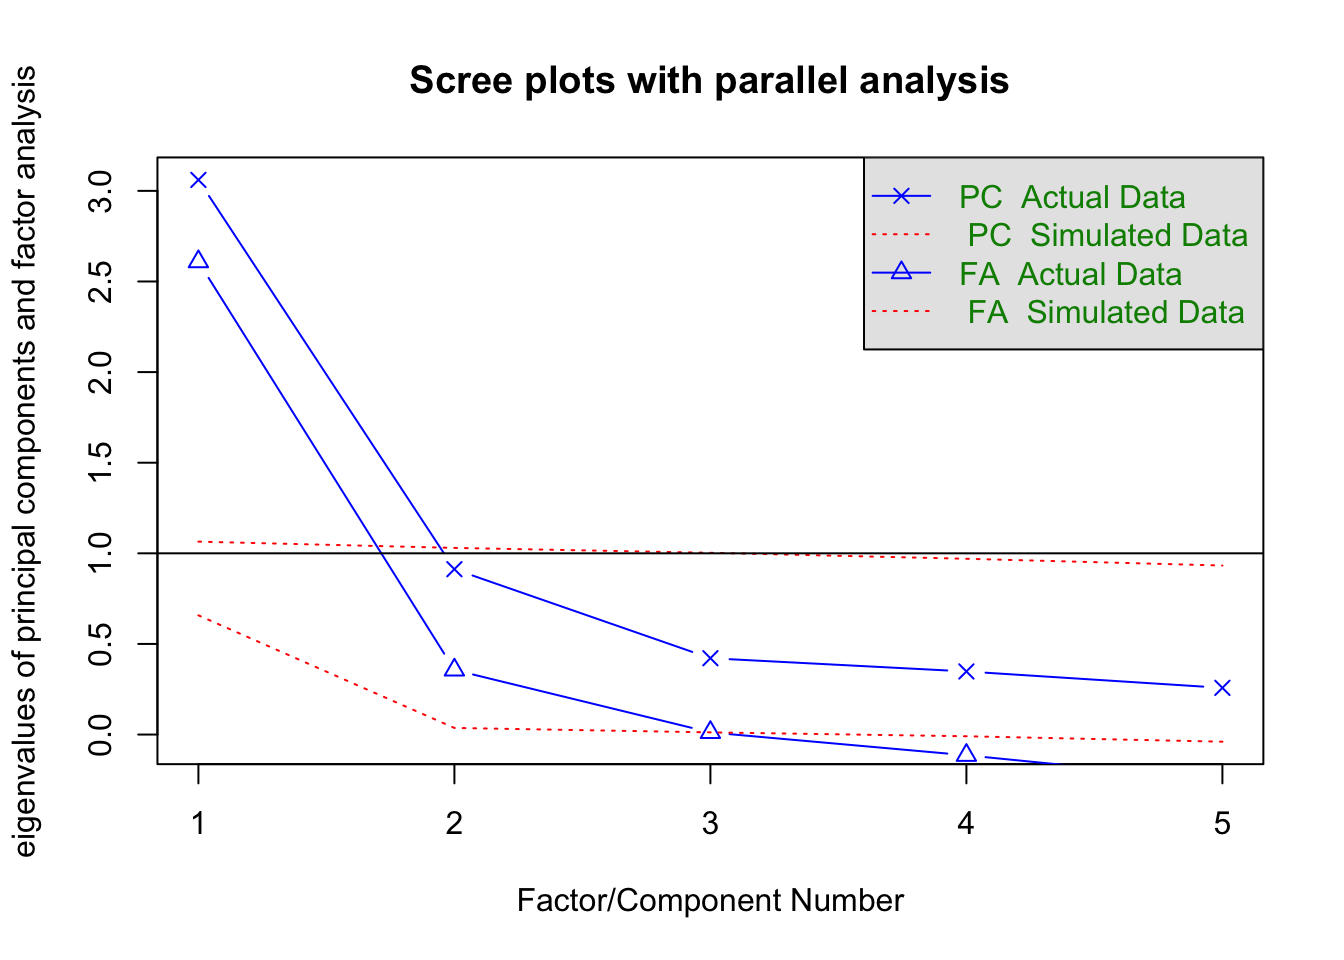 Scree plots with parallel analysis
eigenvalues of principal components and factor analysis
3.0
2.5
2.0
1.5
1.0
0.5
0.0
PC  Actual Data
PC  Simulated Data
FA  Actual Data
FA  Simulated Data
1 2 3 4 5
Factor/Component Number